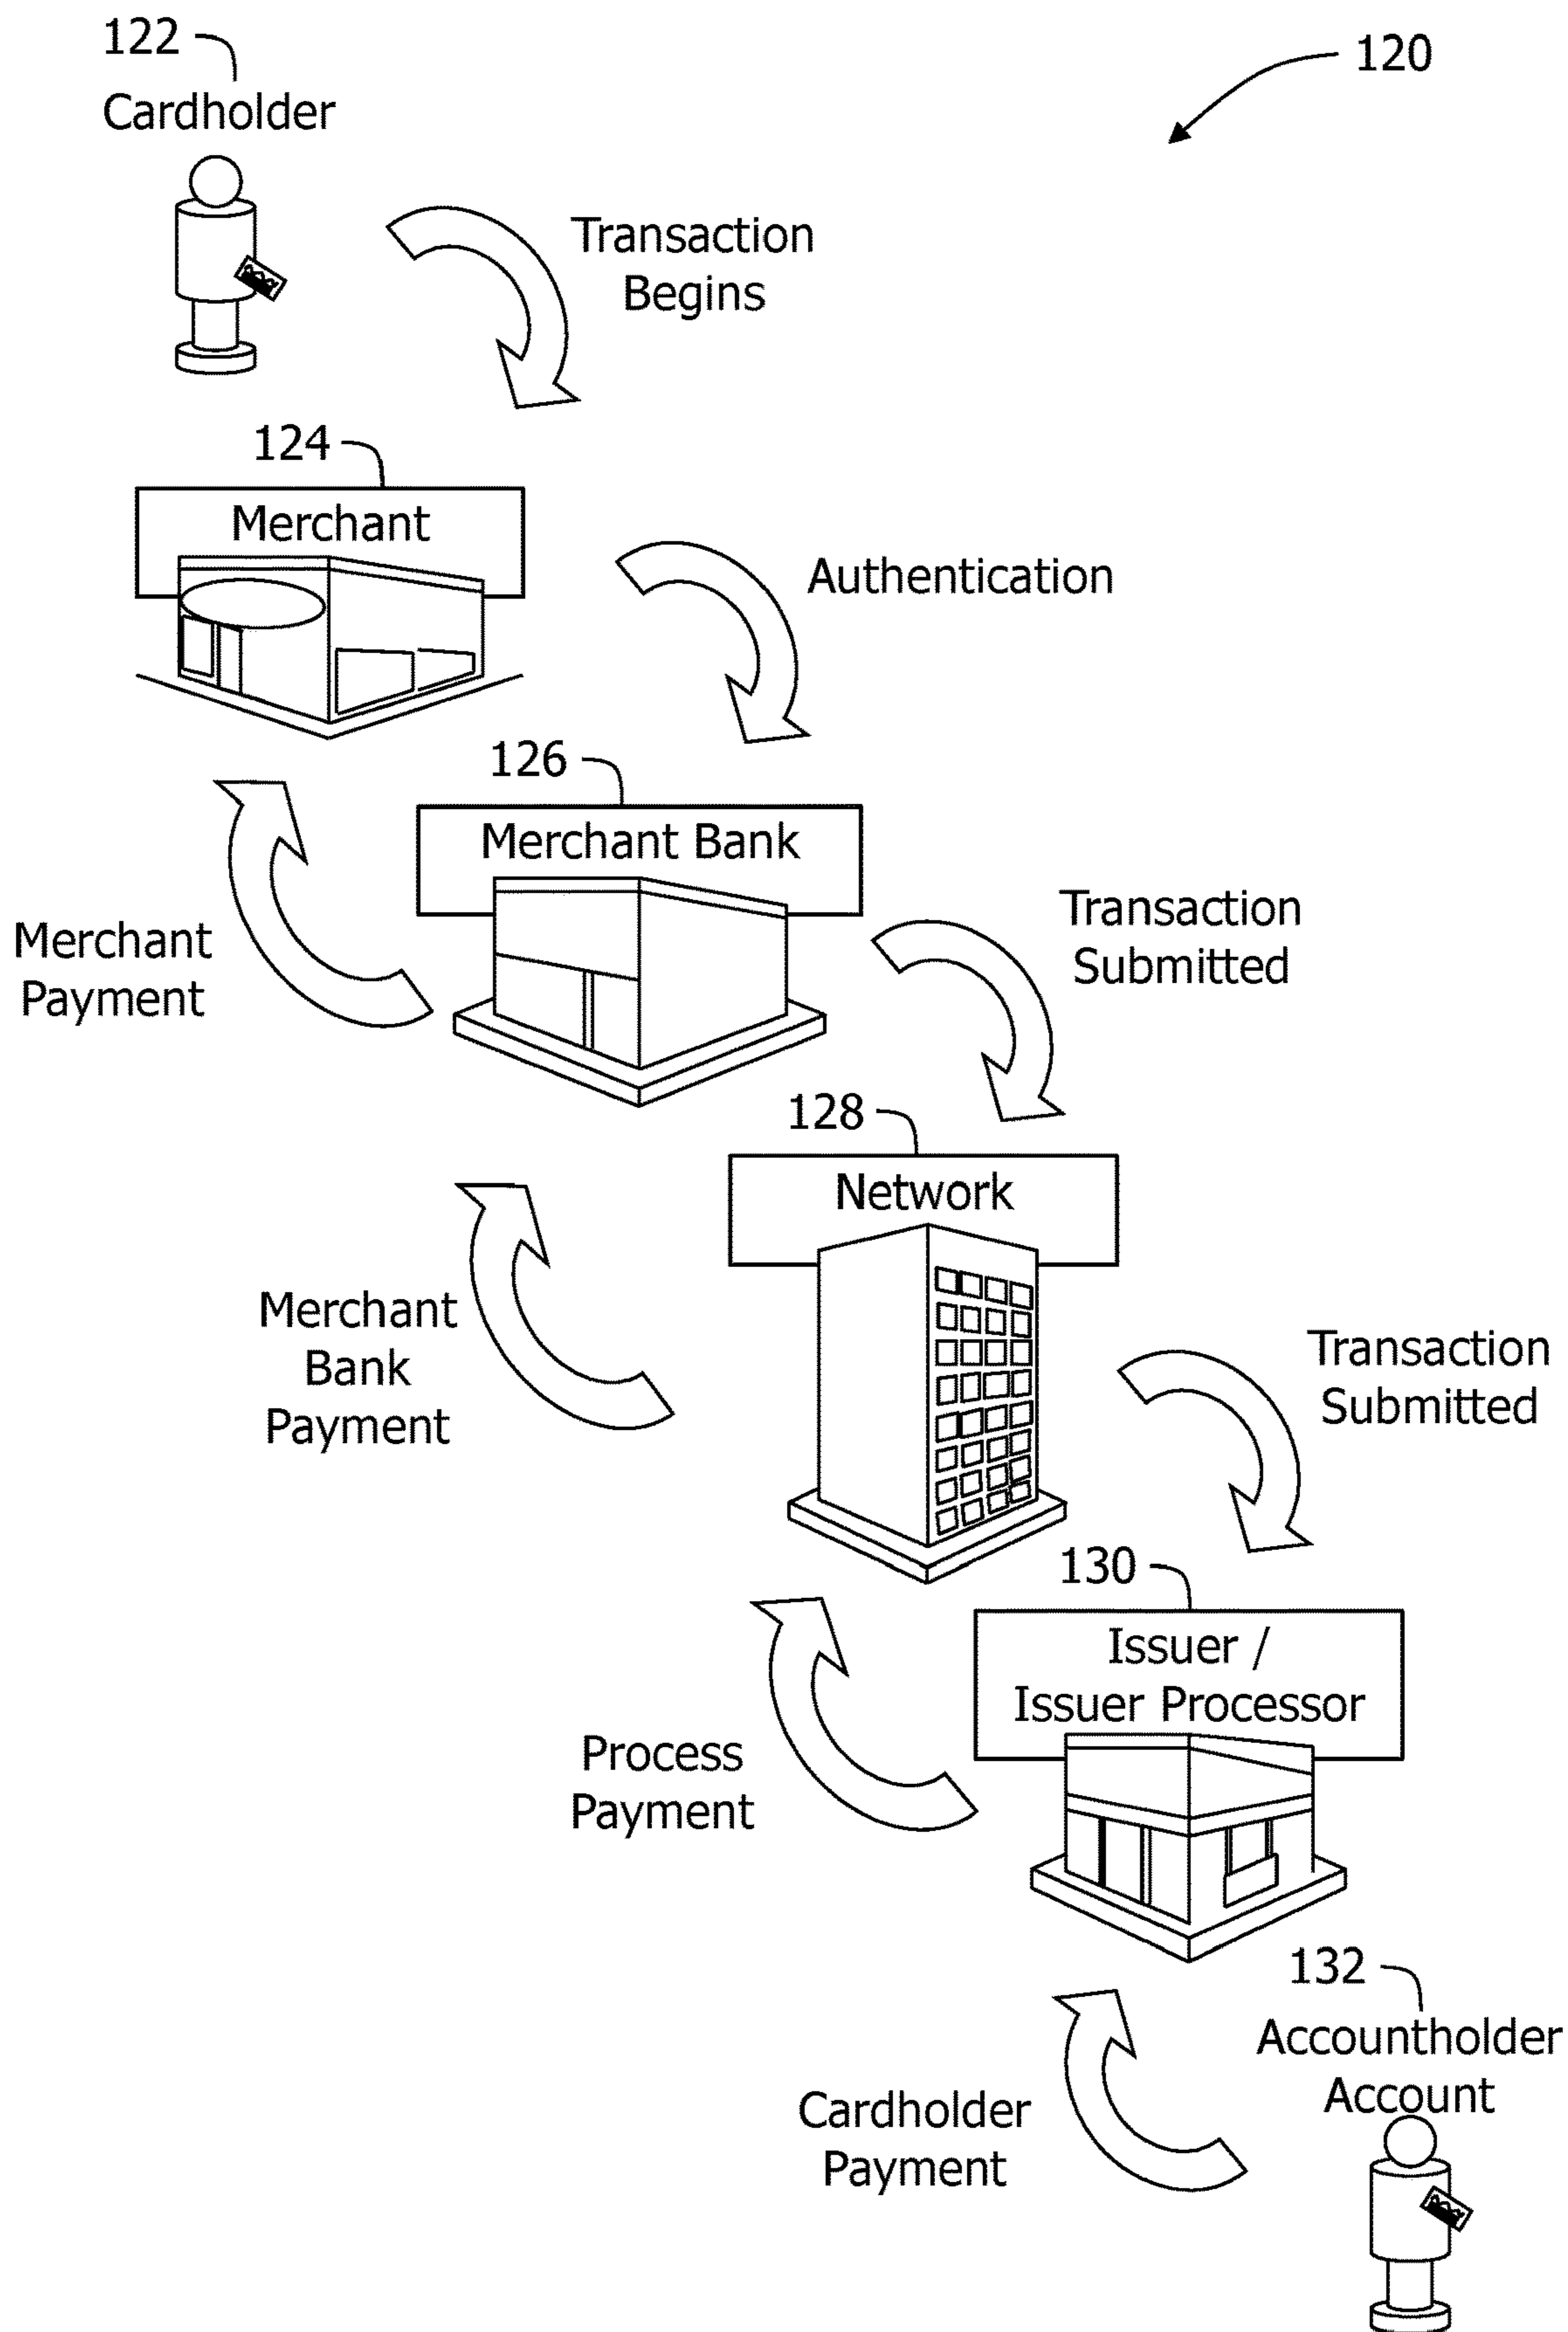 122
120
Cardholder
Transaction
Begins
124
Merchant
Authentication
126
Merchant Bank
Transaction
Submitted
Merchant
Payment
128
Network
Merchant
Bank
Payment
Transaction
Submitted
130
Issuer /
Issuer Processor
Process
Payment
132
Accountholder
Account
Cardholder
Payment